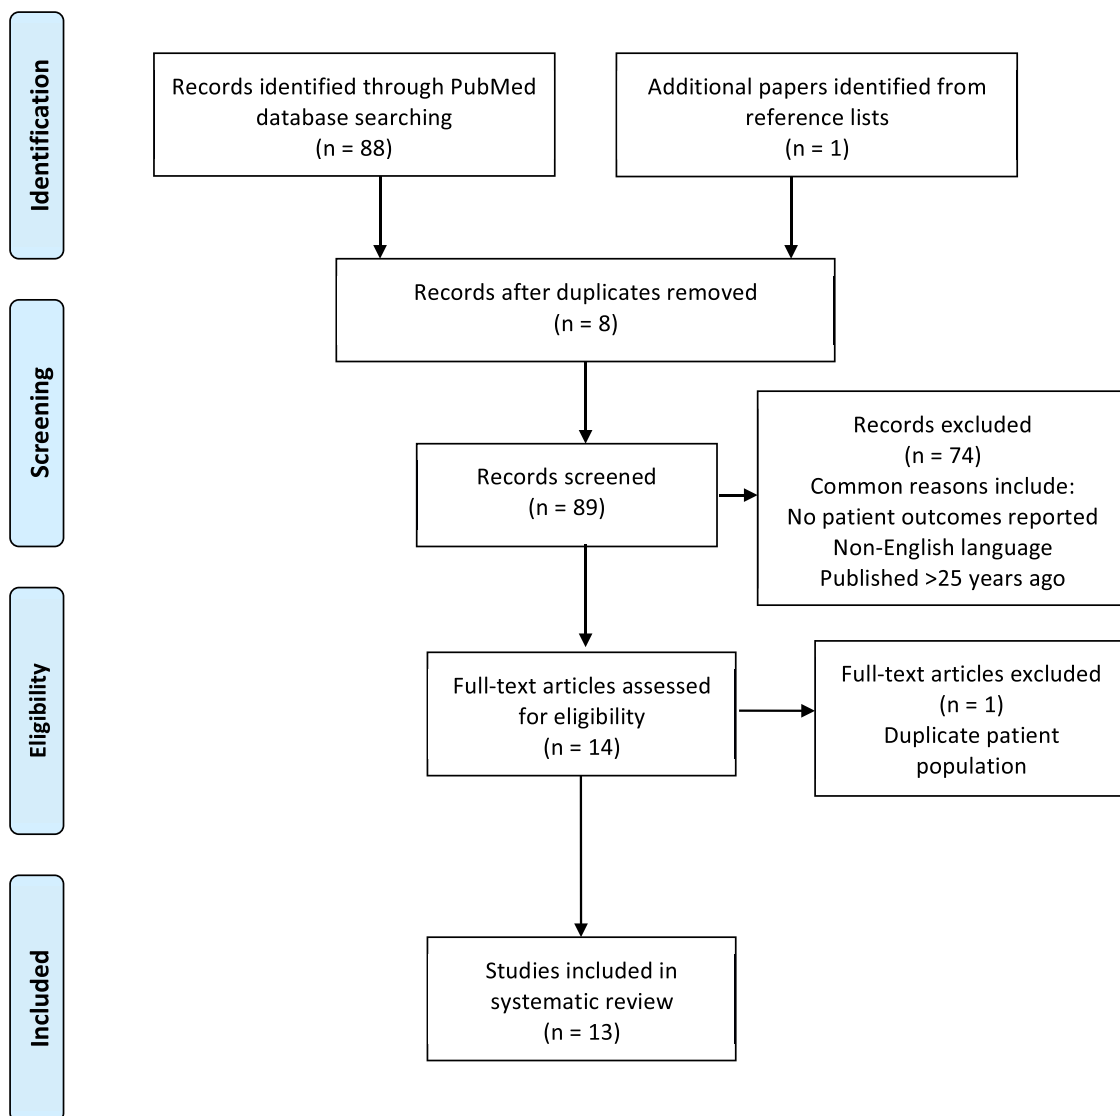 Identification
Records identified through PubMed
database searching
(n = 88)
Additional papers identified from
reference lists
(n = 1)
Records after duplicates removed
(n = 8)
Screening
Records screened
(n = 89)
Records excluded
(n = 74)
Common reasons include:
No patient outcomes reported
Non-English language
Published >25 years ago
Eligibility
Full-text articles assessed
for eligibility
(n = 14)
Full-text articles excluded
(n = 1)
Duplicate patient
population
Included
Studies included in
systematic review
(n = 13)